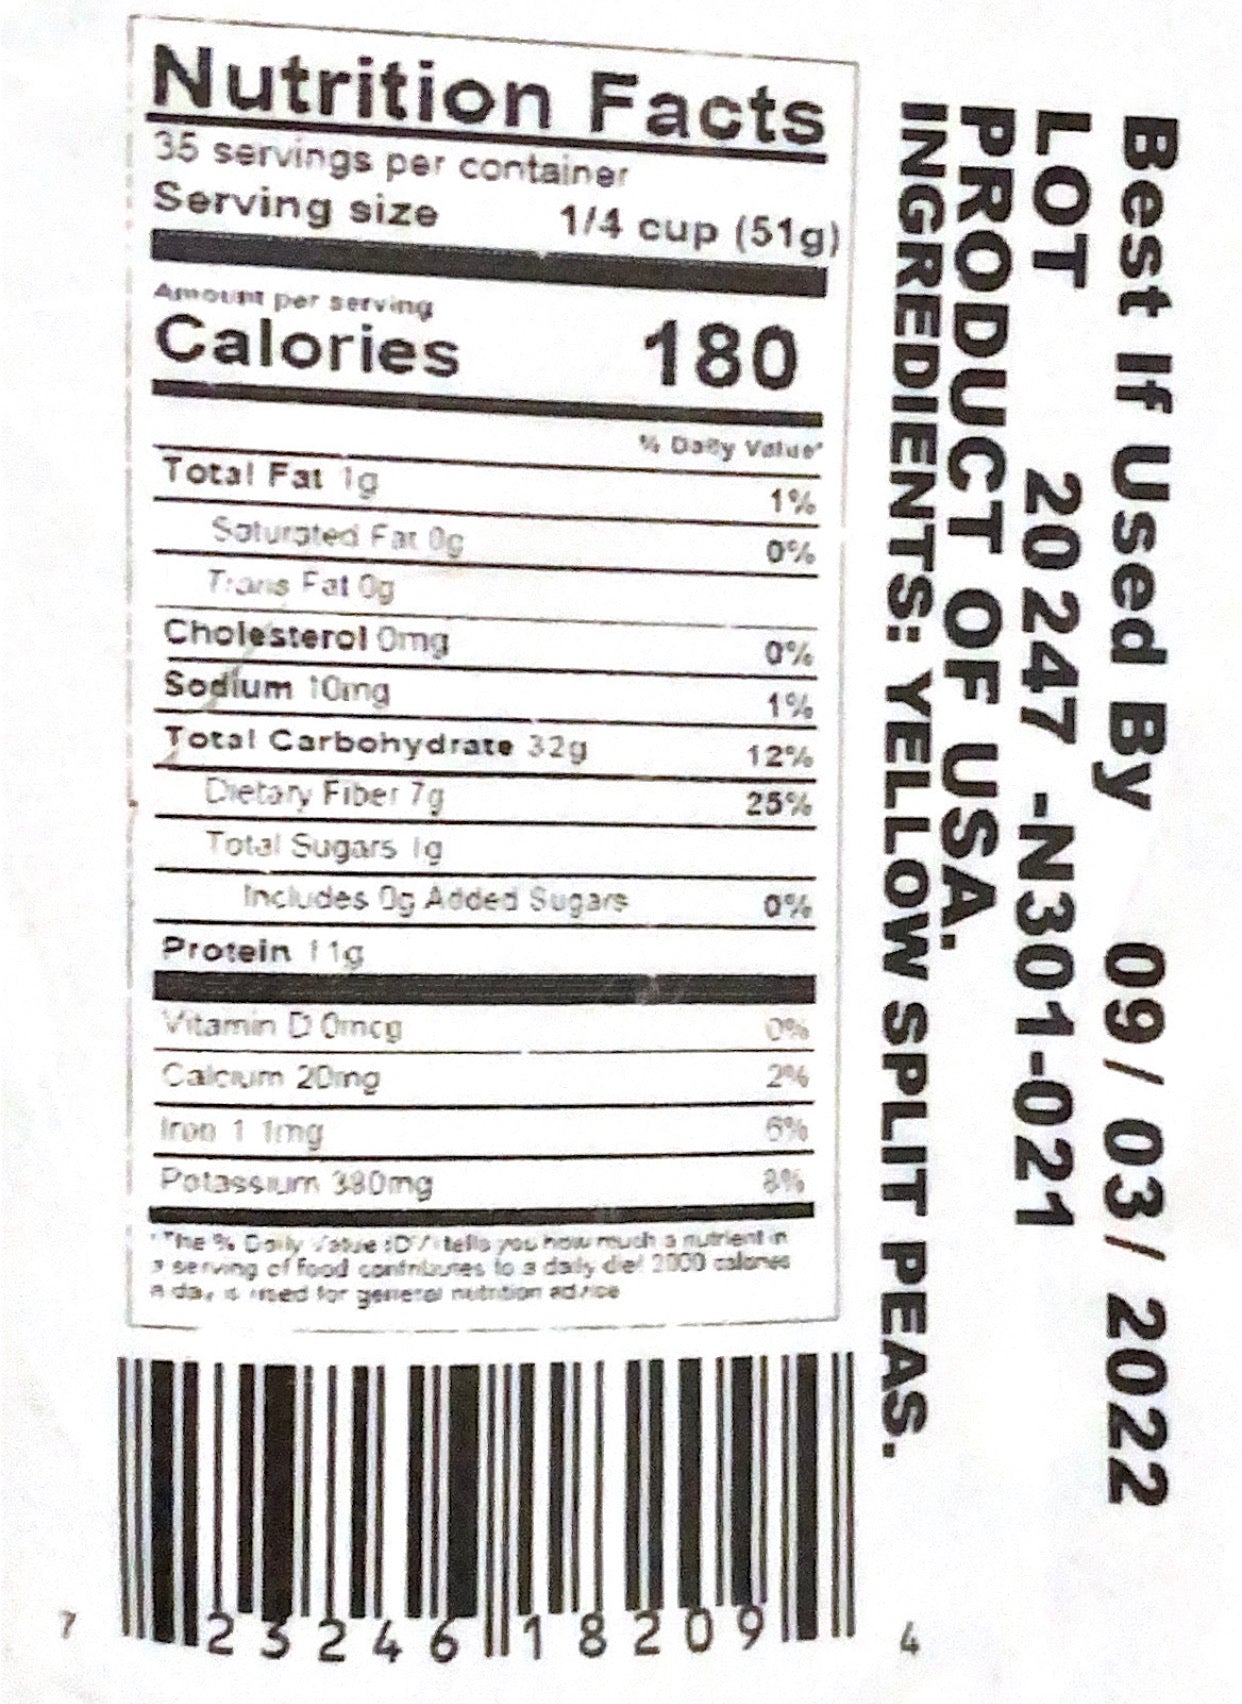 Nutrition Facts
35 servings per container
Serving size 1/4 cup (51g)
Amount per serving
Calories 180
% Daily Value*
Total Fat 1g 1%
Saturated Fat 0g 0%
Trans Fat 0g
Cholesterol 0mg 0%
Sodium 10mg 1%
Total Carbohydrate 32g 12%
Dietary Fiber 7g 25%
Total Sugars 1g
Includes 0g Added Sugars 0%
Protein 11g
Vitamin D 0mcg 0%
Calcium 20mg 2%
Iron 1 1mg 6%
Potassium 380mg 8%
*The % Daily Value (DV) tells you how much a nutrient in
a serving of food contributes to a daily diet 2000 calories
a day is used for general nutrition advice
7 23246 18209 4
Best If Used By 09/ 03/ 2022
LOT 20 247 -N301-021
PRODUCT OF USA.
INGREDIENTS: YELLOW SPLIT PEAS.